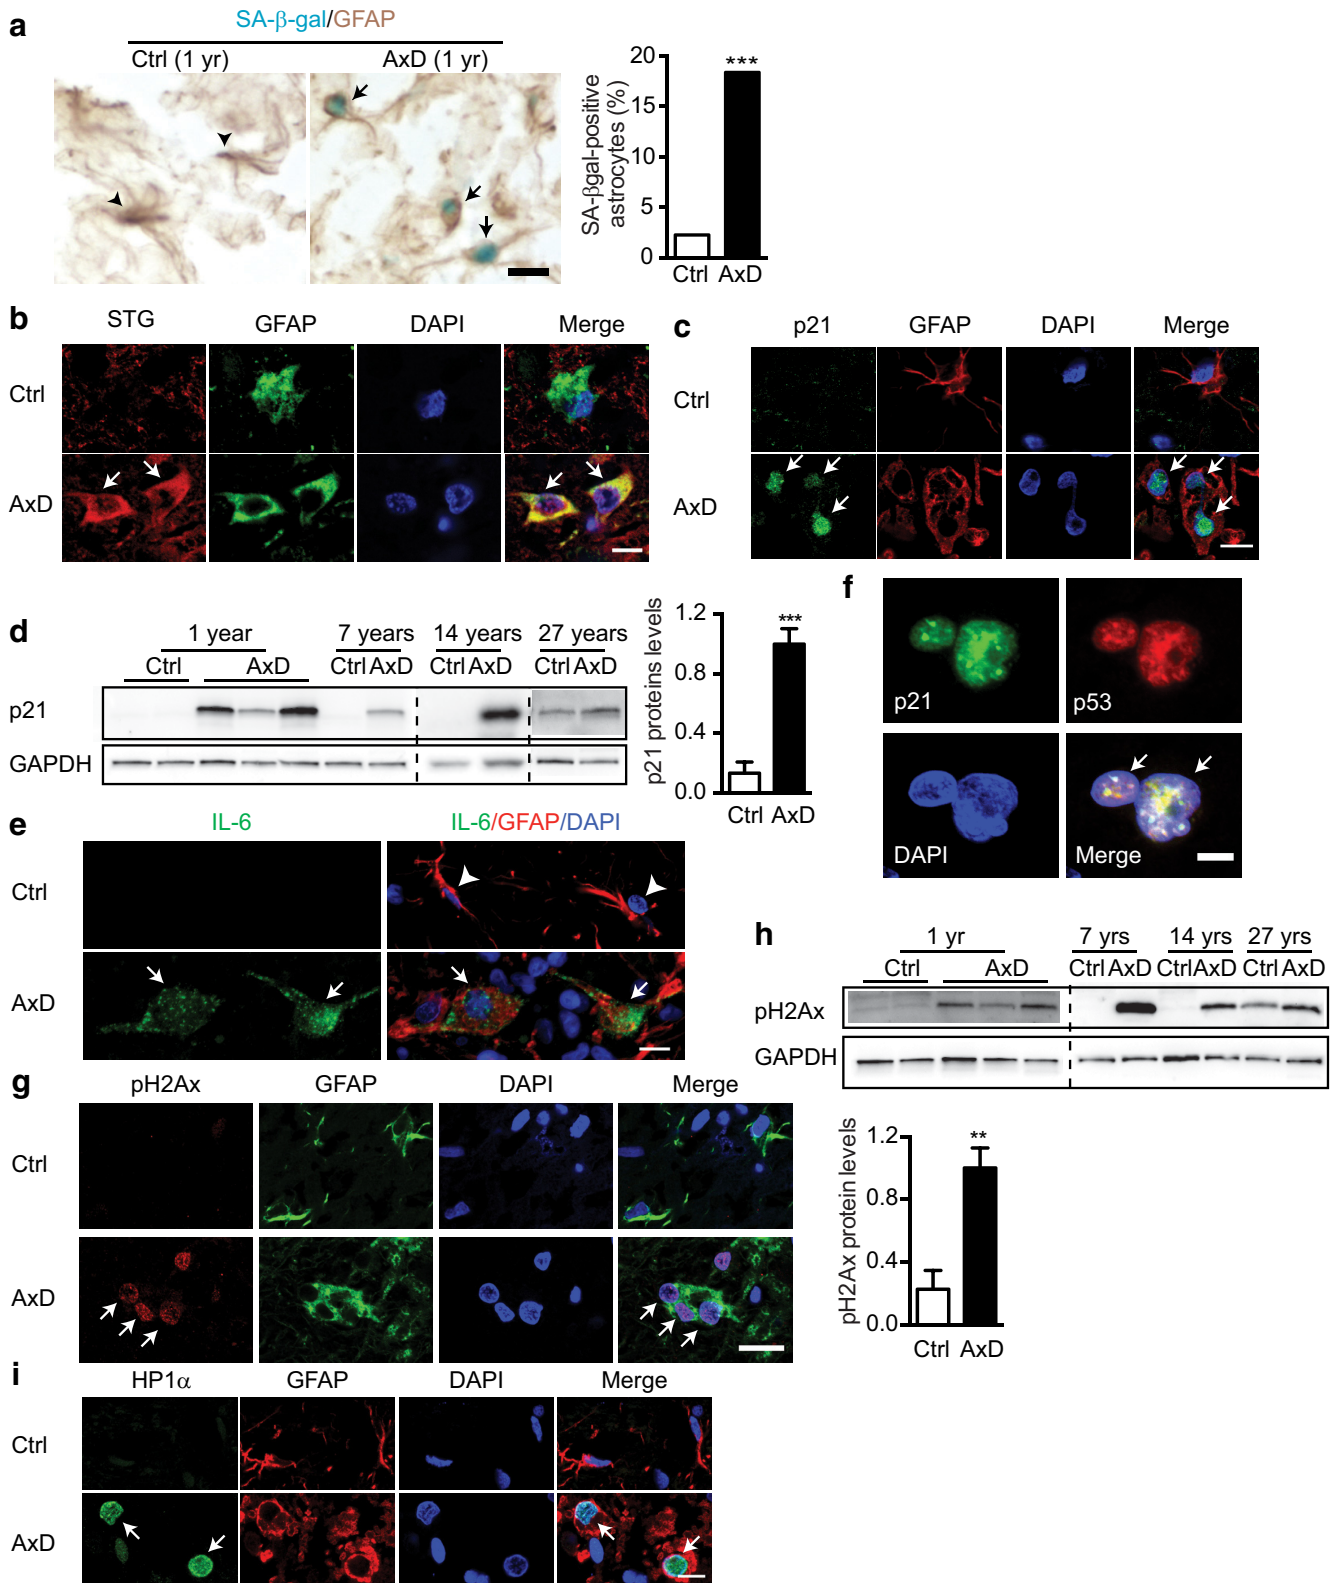 a
SA-β-gal/GFAP
Ctrl (1 yr)
AxD (1 yr)
SA-βgal-positive
astrocytes (%)
20
15
10
5
0
***
Ctrl AxD
b
STG GFAP DAPI Merge
Ctrl
AxD
c
p21 GFAP DAPI Merge
Ctrl
AxD
d
1 year 7 years 14 years 27 years
Ctrl AxD Ctrl AxD Ctrl AxD Ctrl AxD
p21
GAPDH
p21 proteins levels
1.2
0.8
0.4
0.0
***
Ctrl AxD
e
IL-6 IL-6/GFAP/DAPI
Ctrl
AxD
f
p21 p53
DAPI Merge
g
pH2Ax GFAP DAPI Merge
Ctrl
AxD
h
1 yr 7 yrs 14 yrs 27 yrs
Ctrl AxD Ctrl AxD Ctrl AxD Ctrl AxD
pH2Ax
GAPDH
pH2Ax protein levels
1.2
0.8
0.4
0.0
**
Ctrl AxD
i
HP1α GFAP DAPI Merge
Ctrl
AxD